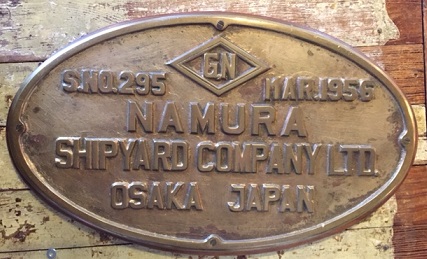 G.N
S.NO.295 MAR.1956
NAMURA
SHIPYARD COMPANY LTD.
OSAKA JAPAN